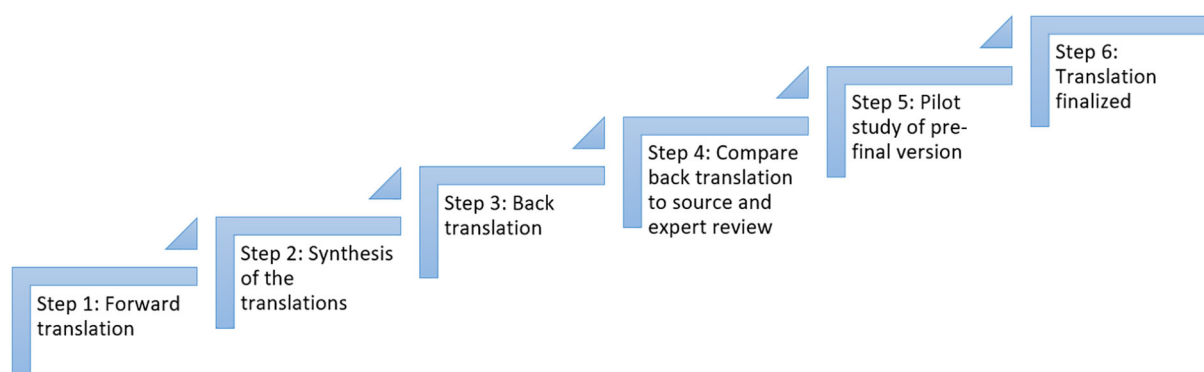 Step 1: Forward
translation
Step 2: Synthesis
of the
translations
Step 3: Back
translation
Step 4: Compare
back translation
to source and
expert review
Step 5: Pilot
study of pre-
final version
Step 6:
Translation
finalized